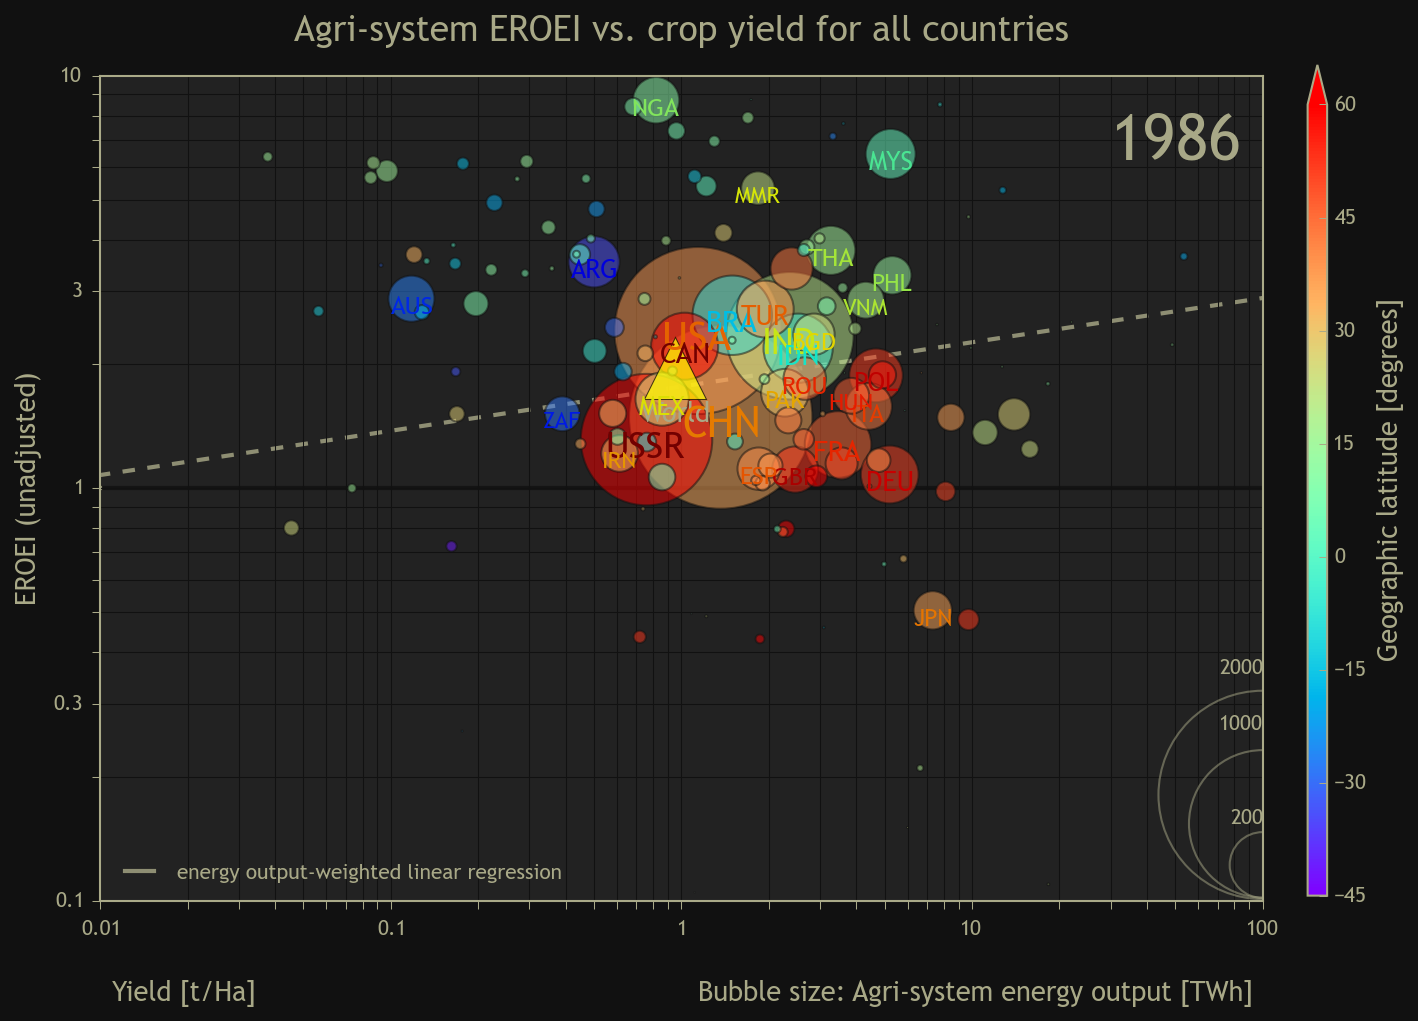 Agri-system EROEI vs. crop yield for all countries
1986
10
3
1
0.3
0.1
EROEI (unadjusted)
NGA
MYS
MMR
THA
ARG
PHL
AUS
VNM
BRA
TUR
USA
IND
BGD
CAN
IDN
POL
ROU
PAK
HUN
MEX
ITA
ZAF
CHN
USSR
FRA
IRN
ESP
GBR
DEU
JPN
2000
1000
200
energy output-weighted linear regression
0.01
0.1
1
10
100
Yield [t/Ha]
Bubble size: Agri-system energy output [TWh]
60
45
30
15
0
−15
−30
−45
Geographic latitude [degrees]